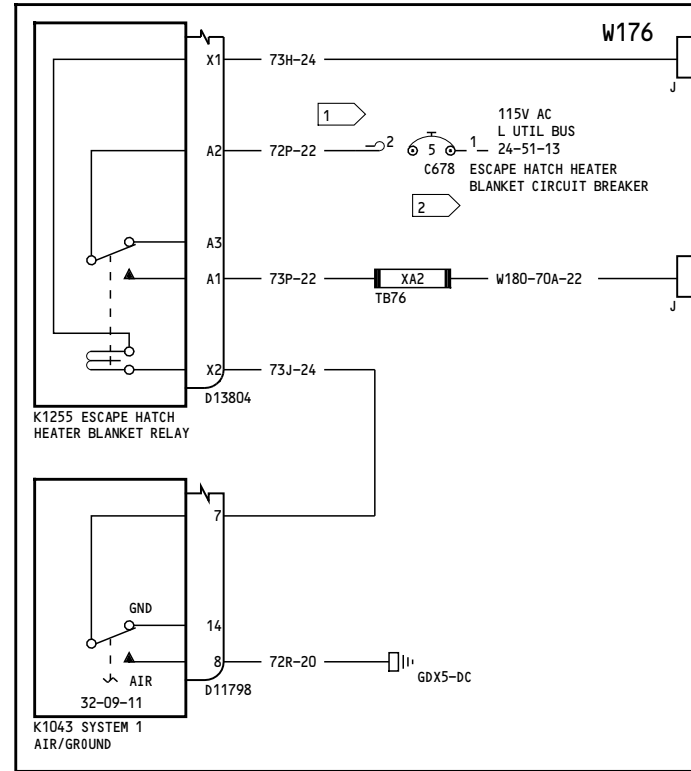 W176
X1 73H-24
J
1
115V AC
L UTIL BUS
24-51-13
A2 72P-22 2 5 1
C678 ESCAPE HATCH HEATER
BLANKET CIRCUIT BREAKER
2
A3
A1 73P-22 XA2 W180-70A-22
TB76
J
X2 73J-24
D13804
K1255 ESCAPE HATCH
HEATER BLANKET RELAY
7
GND
14
8 72R-20
GDX5-DC
AIR
D11798
32-09-11
K1043 SYSTEM 1
AIR/GROUND